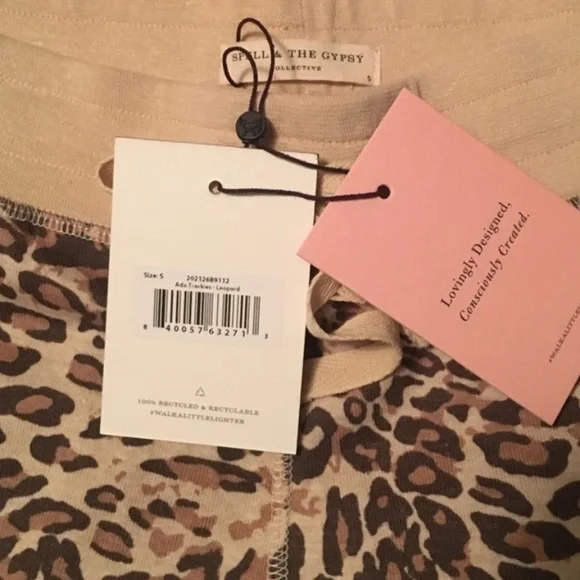 SPELL & THE GYPSY
COLLECTIVE
S
Size: S 20212689112
Ada Trackies - Leopard
8 40057 63271 3
100% RECYCLED & RECYCLABLE
#WALKALITTLELIGHTER
Lovingly Designed,
Consciously Created.